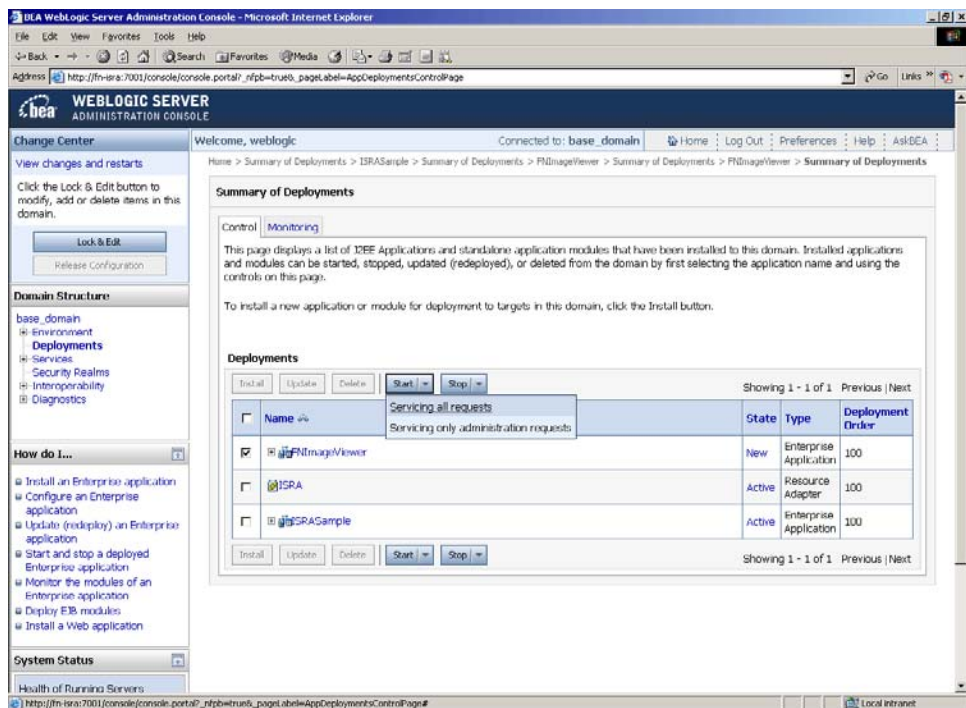 BEA WebLogic Server Administration Console - Microsoft Internet Explorer
File Edit View Favorites Tools Help
Back Search Favorites Media
Address http://fn-isra:7001/console/console.portal?_nfpb=true&_pageLabel=AppDeploymentsControlPage Go Links »
bea WEBLOGIC SERVER
ADMINISTRATION CONSOLE
Change Center
View changes and restarts
Click the Lock & Edit button to
modify, add or delete items in this
domain.
Lock & Edit
Release Configuration
Domain Structure
base_domain
Environment
Deployments
Services
Security Realms
Interoperability
Diagnostics
How do I...
Install an Enterprise application
Configure an Enterprise
application
Update (redeploy) an Enterprise
application
Start and stop a deployed
Enterprise application
Monitor the modules of an
Enterprise application
Deploy EJB modules
Install a Web application
System Status
Health of Running Servers
Welcome, weblogic Connected to: base_domain Home Log Out Preferences Help AskBEA
Home > Summary of Deployments > ISRASample > Summary of Deployments > FNImageViewer > Summary of Deployments > FNImageViewer > Summary of Deployments
Summary of Deployments
Control Monitoring
This page displays a list of J2EE Applications and standalone application modules that have been installed to this domain. Installed applications
and modules can be started, stopped, updated (redeployed), or deleted from the domain by first selecting the application name and using the
controls on this page.
To install a new application or module for deployment to targets in this domain, click the Install button.
Deployments
Install Update Delete Start Stop Showing 1 - 1 of 1 Previous | Next
Servicing all requests
Servicing only administration requests
Name State Type Deployment
Order
FNImageViewer New Enterprise
Application 100
ISRA Active Resource
Adapter 100
ISRASample Active Enterprise
Application 100
Install Update Delete Start Stop Showing 1 - 1 of 1 Previous | Next
http://fn-isra:7001/console/console.portal?_nfpb=true&_pageLabel=AppDeploymentsControlPage# Local intranet